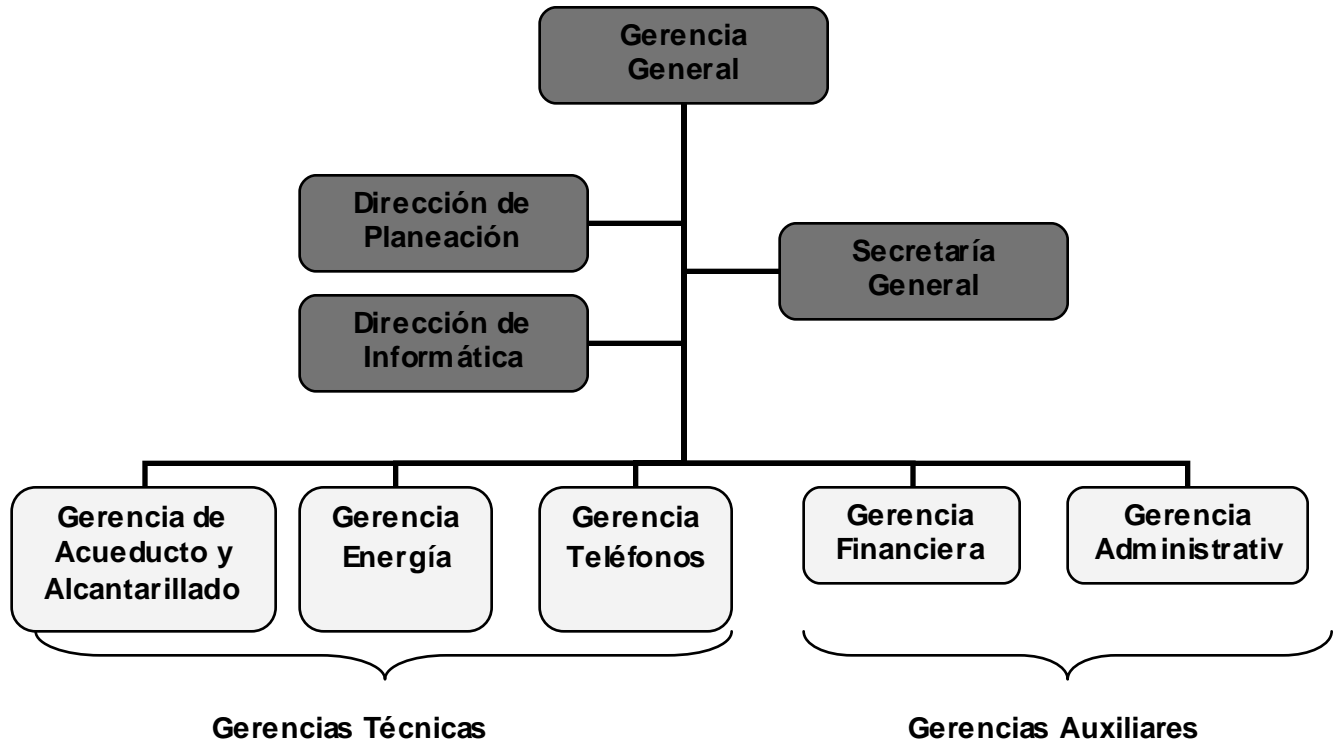 Gerencia
General
Dirección de
Planeación
Secretaría
General
Dirección de
Informática
Gerencia de
Acueducto y
Alcantarillado
Gerencia
Energía
Gerencia
Teléfonos
Gerencia
Financiera
Gerencia
Administrativ
Gerencias Técnicas
Gerencias Auxiliares